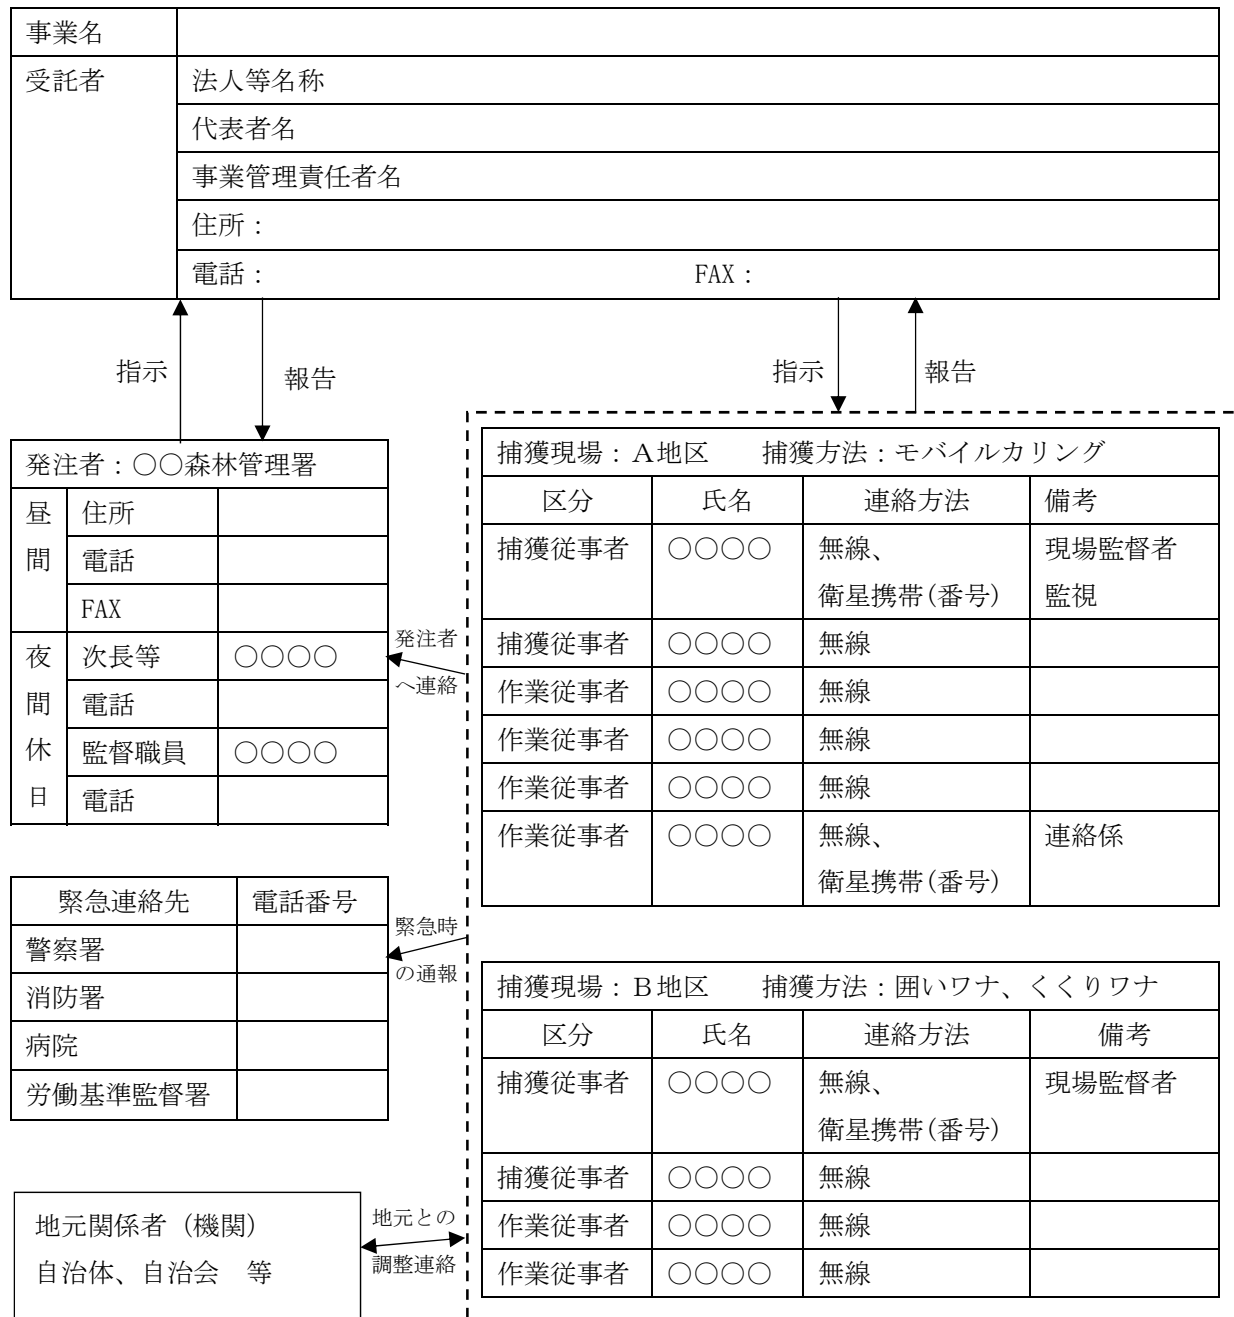 事業名
受託者 法人等名称
代表者名
事業管理責任者名
住所：
電話： FAX：
指示 報告 指示 報告
発注者：〇〇森林管理署
昼間 住所
電話
FAX
夜間休日 次長等 〇〇〇〇
電話
監督職員 〇〇〇〇
電話
発注者
へ連絡
緊急連絡先 電話番号
警察署
消防署
病院
労働基準監督署
緊急時
の通報
地元関係者（機関）
自治体、自治会　等
地元との
調整連絡
捕獲現場：Ａ地区　　捕獲方法：モバイルカリング
区分 氏名 連絡方法 備考
捕獲従事者 〇〇〇〇 無線、 現場監督者
衛星携帯(番号) 監視
捕獲従事者 〇〇〇〇 無線
作業従事者 〇〇〇〇 無線
作業従事者 〇〇〇〇 無線
作業従事者 〇〇〇〇 無線
作業従事者 〇〇〇〇 無線、 連絡係
衛星携帯(番号)
捕獲現場：Ｂ地区　　捕獲方法：囲いワナ、くくりワナ
区分 氏名 連絡方法 備考
捕獲従事者 〇〇〇〇 無線、 現場監督者
衛星携帯(番号)
捕獲従事者 〇〇〇〇 無線
作業従事者 〇〇〇〇 無線
作業従事者 〇〇〇〇 無線